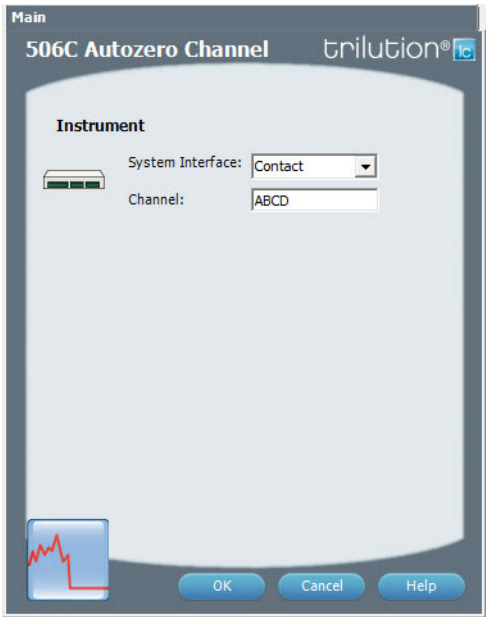 Main
506C Autozero Channel trilution® lc
Instrument
System Interface: Contact
Channel: ABCD
OK Cancel Help